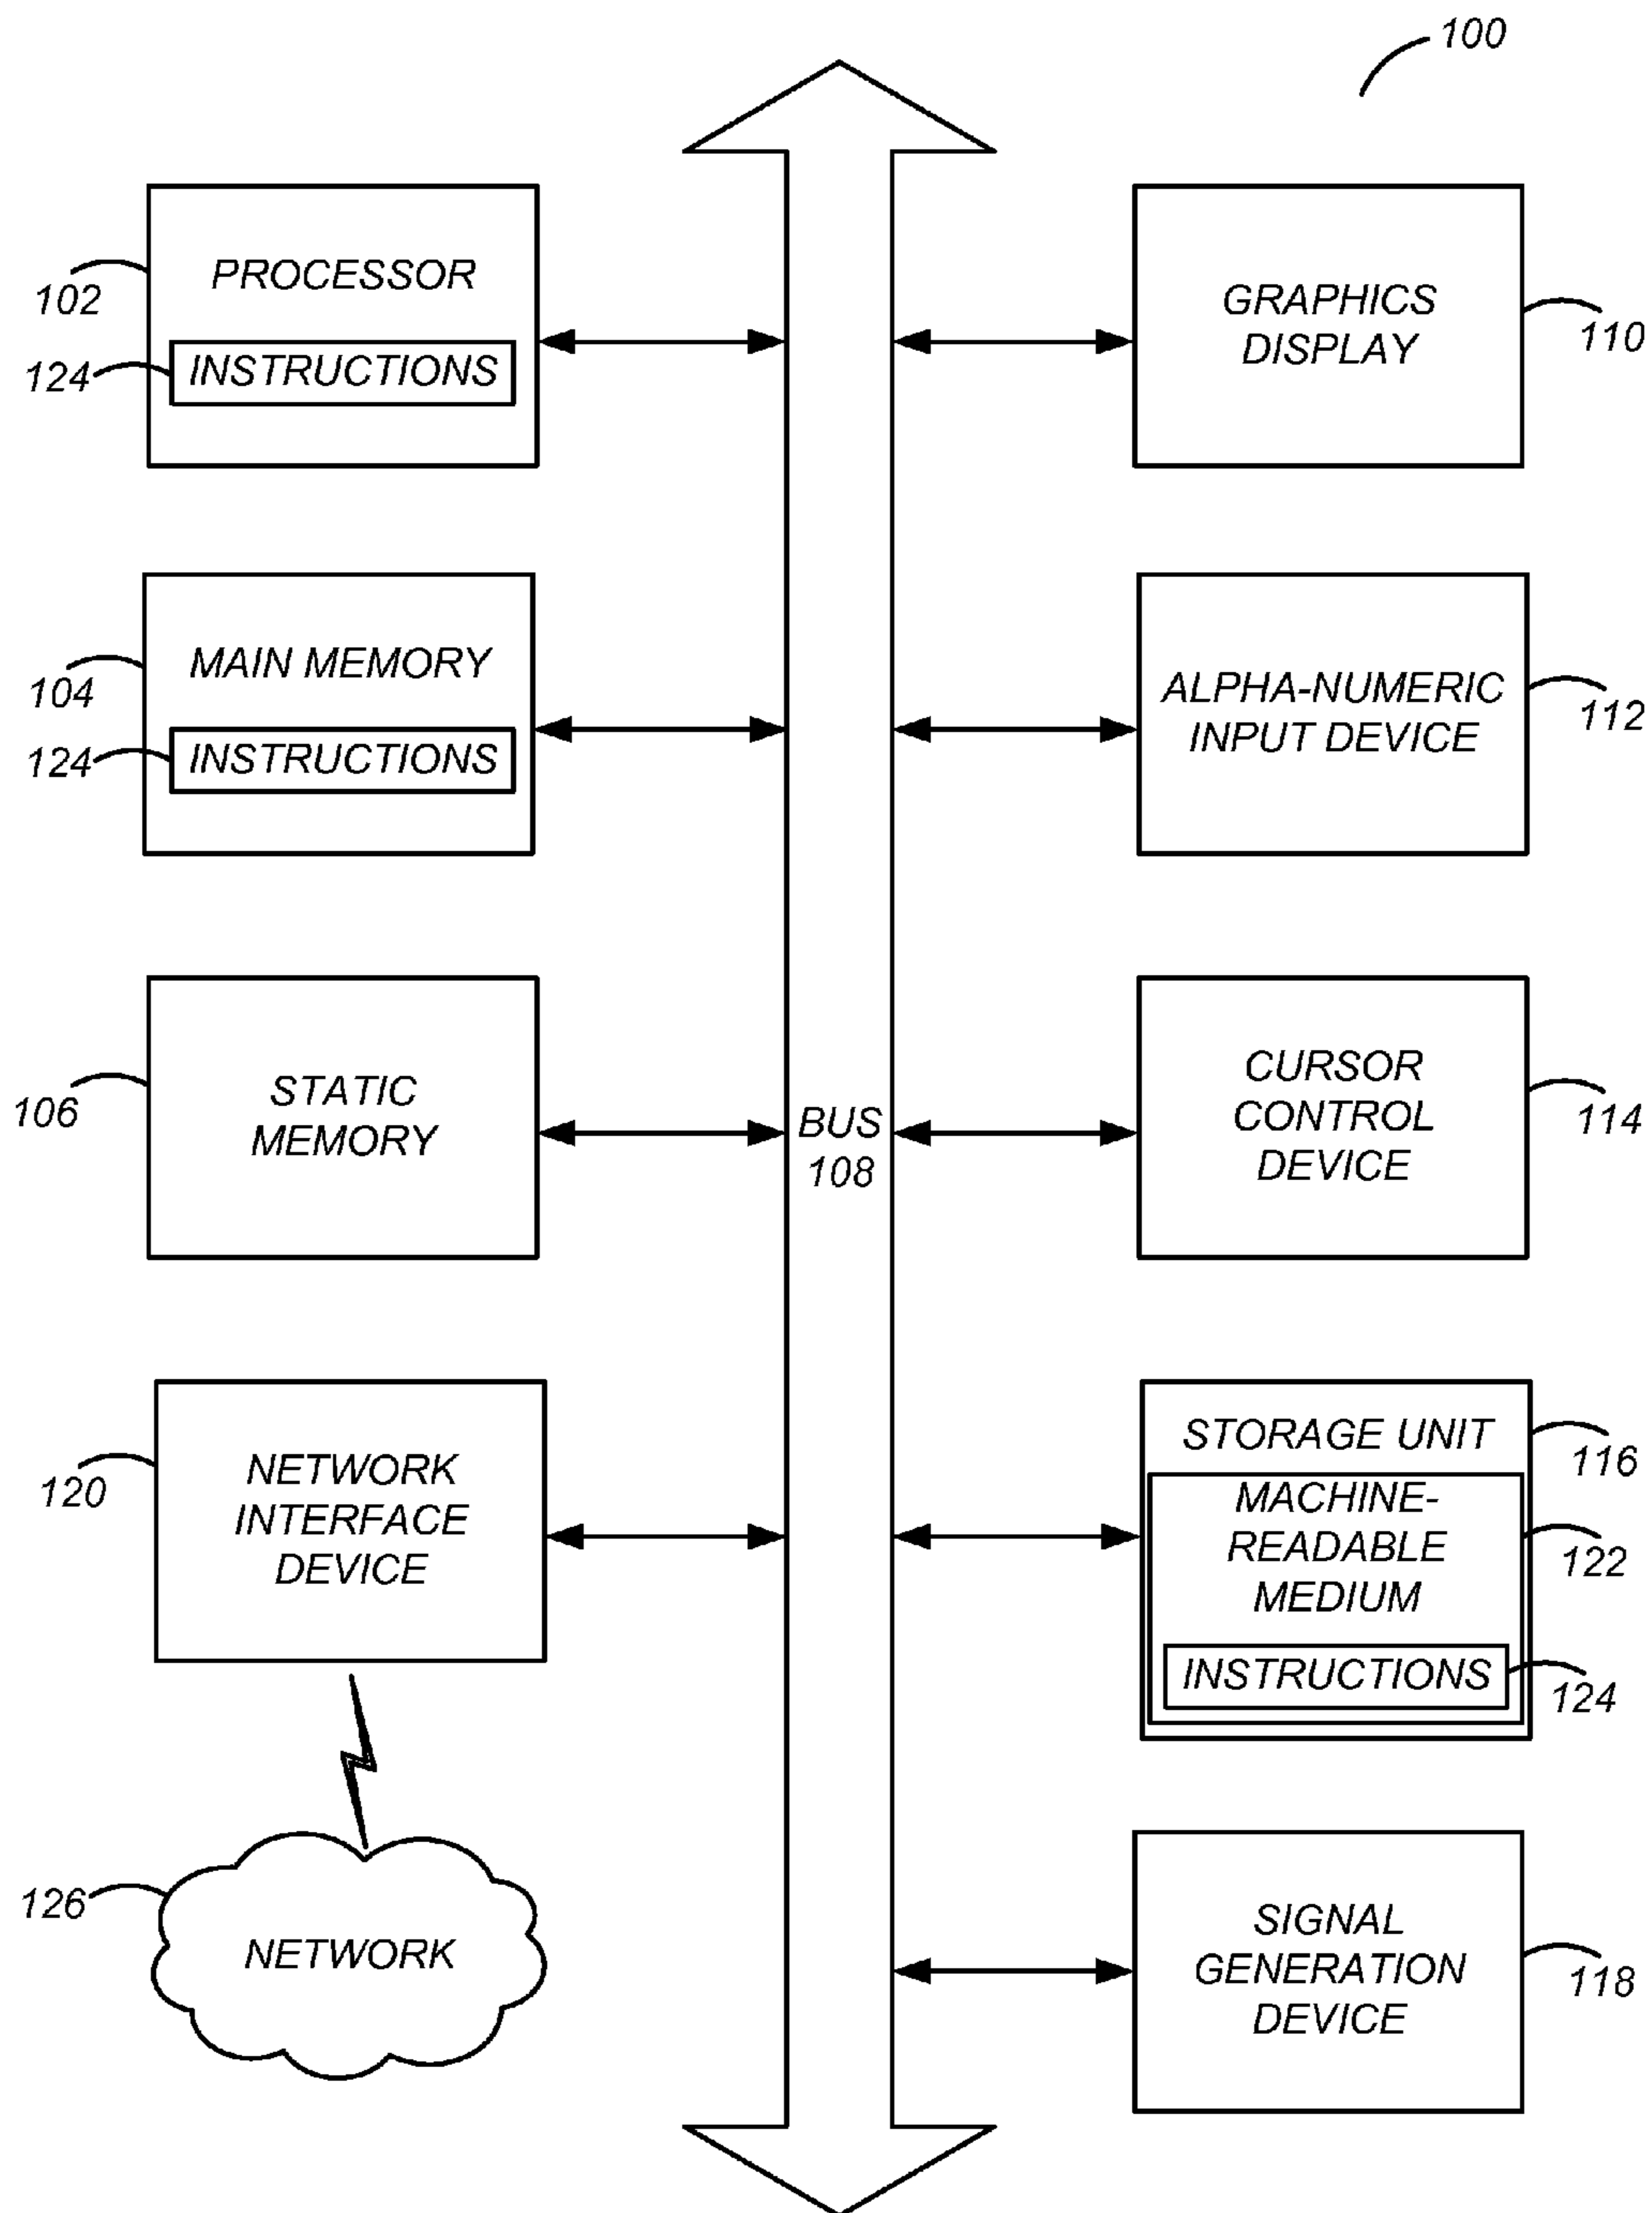 100
PROCESSOR
102
124
INSTRUCTIONS
GRAPHICS
DISPLAY
110
MAIN MEMORY
104
124
INSTRUCTIONS
ALPHA-NUMERIC
INPUT DEVICE
112
STATIC
MEMORY
106
BUS
108
CURSOR
CONTROL
DEVICE
114
NETWORK
INTERFACE
DEVICE
120
STORAGE UNIT
116
MACHINE-
READABLE
MEDIUM
122
INSTRUCTIONS
124
126
NETWORK
SIGNAL
GENERATION
DEVICE
118